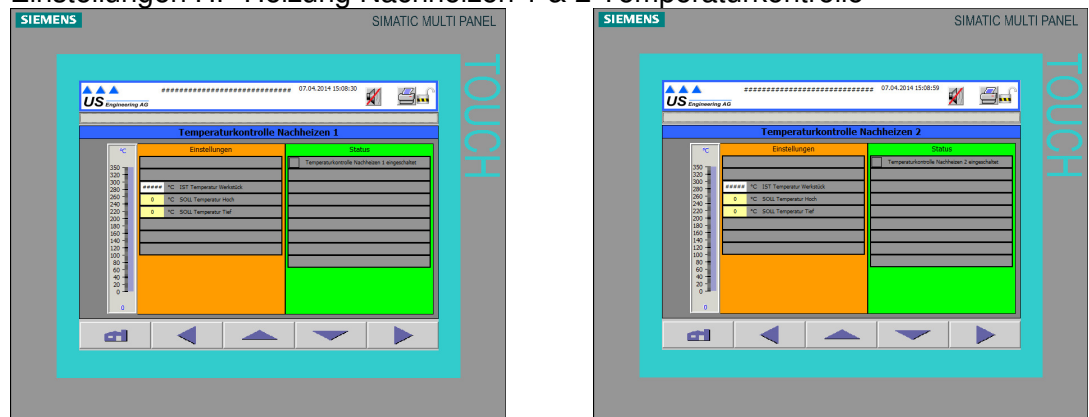 Einstellungen HF-Heizung Nachheizen 1 & 2 Temperaturkontrolle
SIEMENS
SIMATIC MULTI PANEL
TOUCH
US Engineering AG
############################
07.04.2014 15:08:30
Temperaturkontrolle Nachheizen 1
°C
Einstellungen
Status
Temperaturkontrolle Nachheizen 1 eingeschaltet
350
320
300
280
260
240
220
200
180
160
140
120
100
80
60
40
20
0
0
##### °C IST Temperatur Werkstück
0 °C SOLL Temperatur Hoch
0 °C SOLL Temperatur Tief
SIEMENS
SIMATIC MULTI PANEL
TOUCH
US Engineering AG
############################
07.04.2014 15:08:59
Temperaturkontrolle Nachheizen 2
°C
Einstellungen
Status
Temperaturkontrolle Nachheizen 2 eingeschaltet
350
320
300
280
260
240
220
200
180
160
140
120
100
80
60
40
20
0
0
##### °C IST Temperatur Werkstück
0 °C SOLL Temperatur Hoch
0 °C SOLL Temperatur Tief